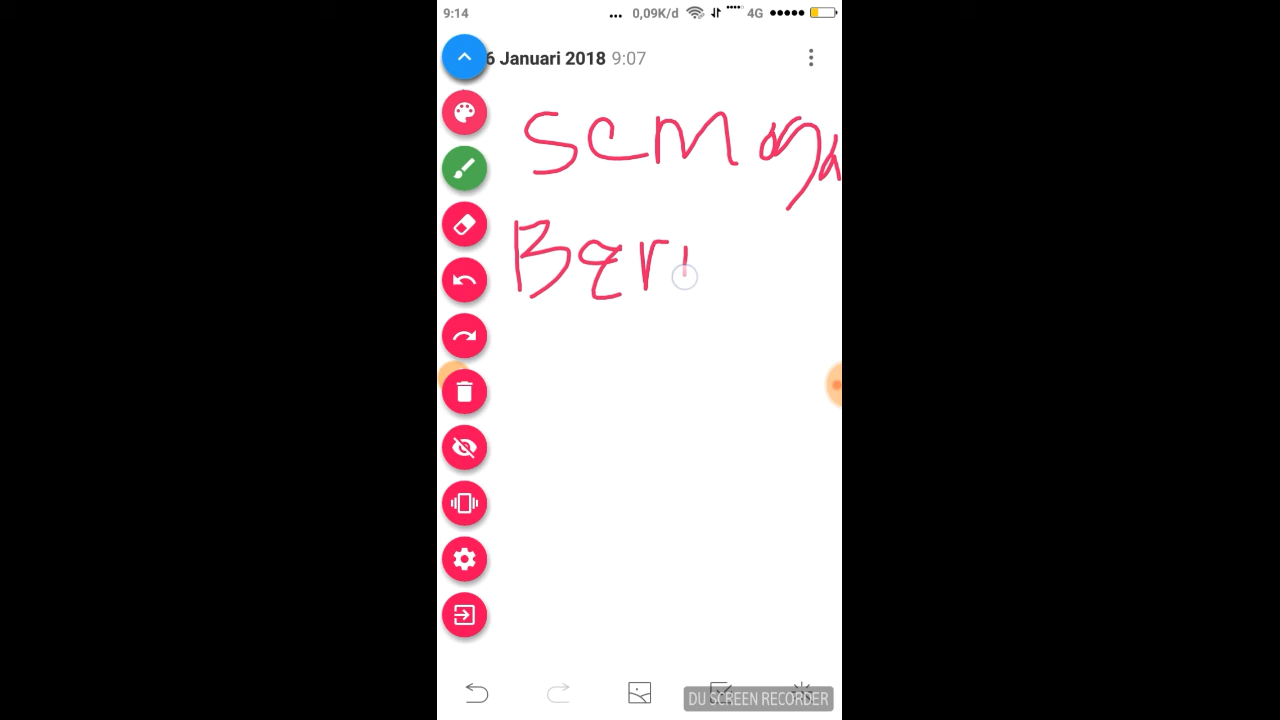 9:14 ... 0,09K/d 4G
6 Januari 2018 9:07
Semoga
Beri
DU SCREEN RECORDER